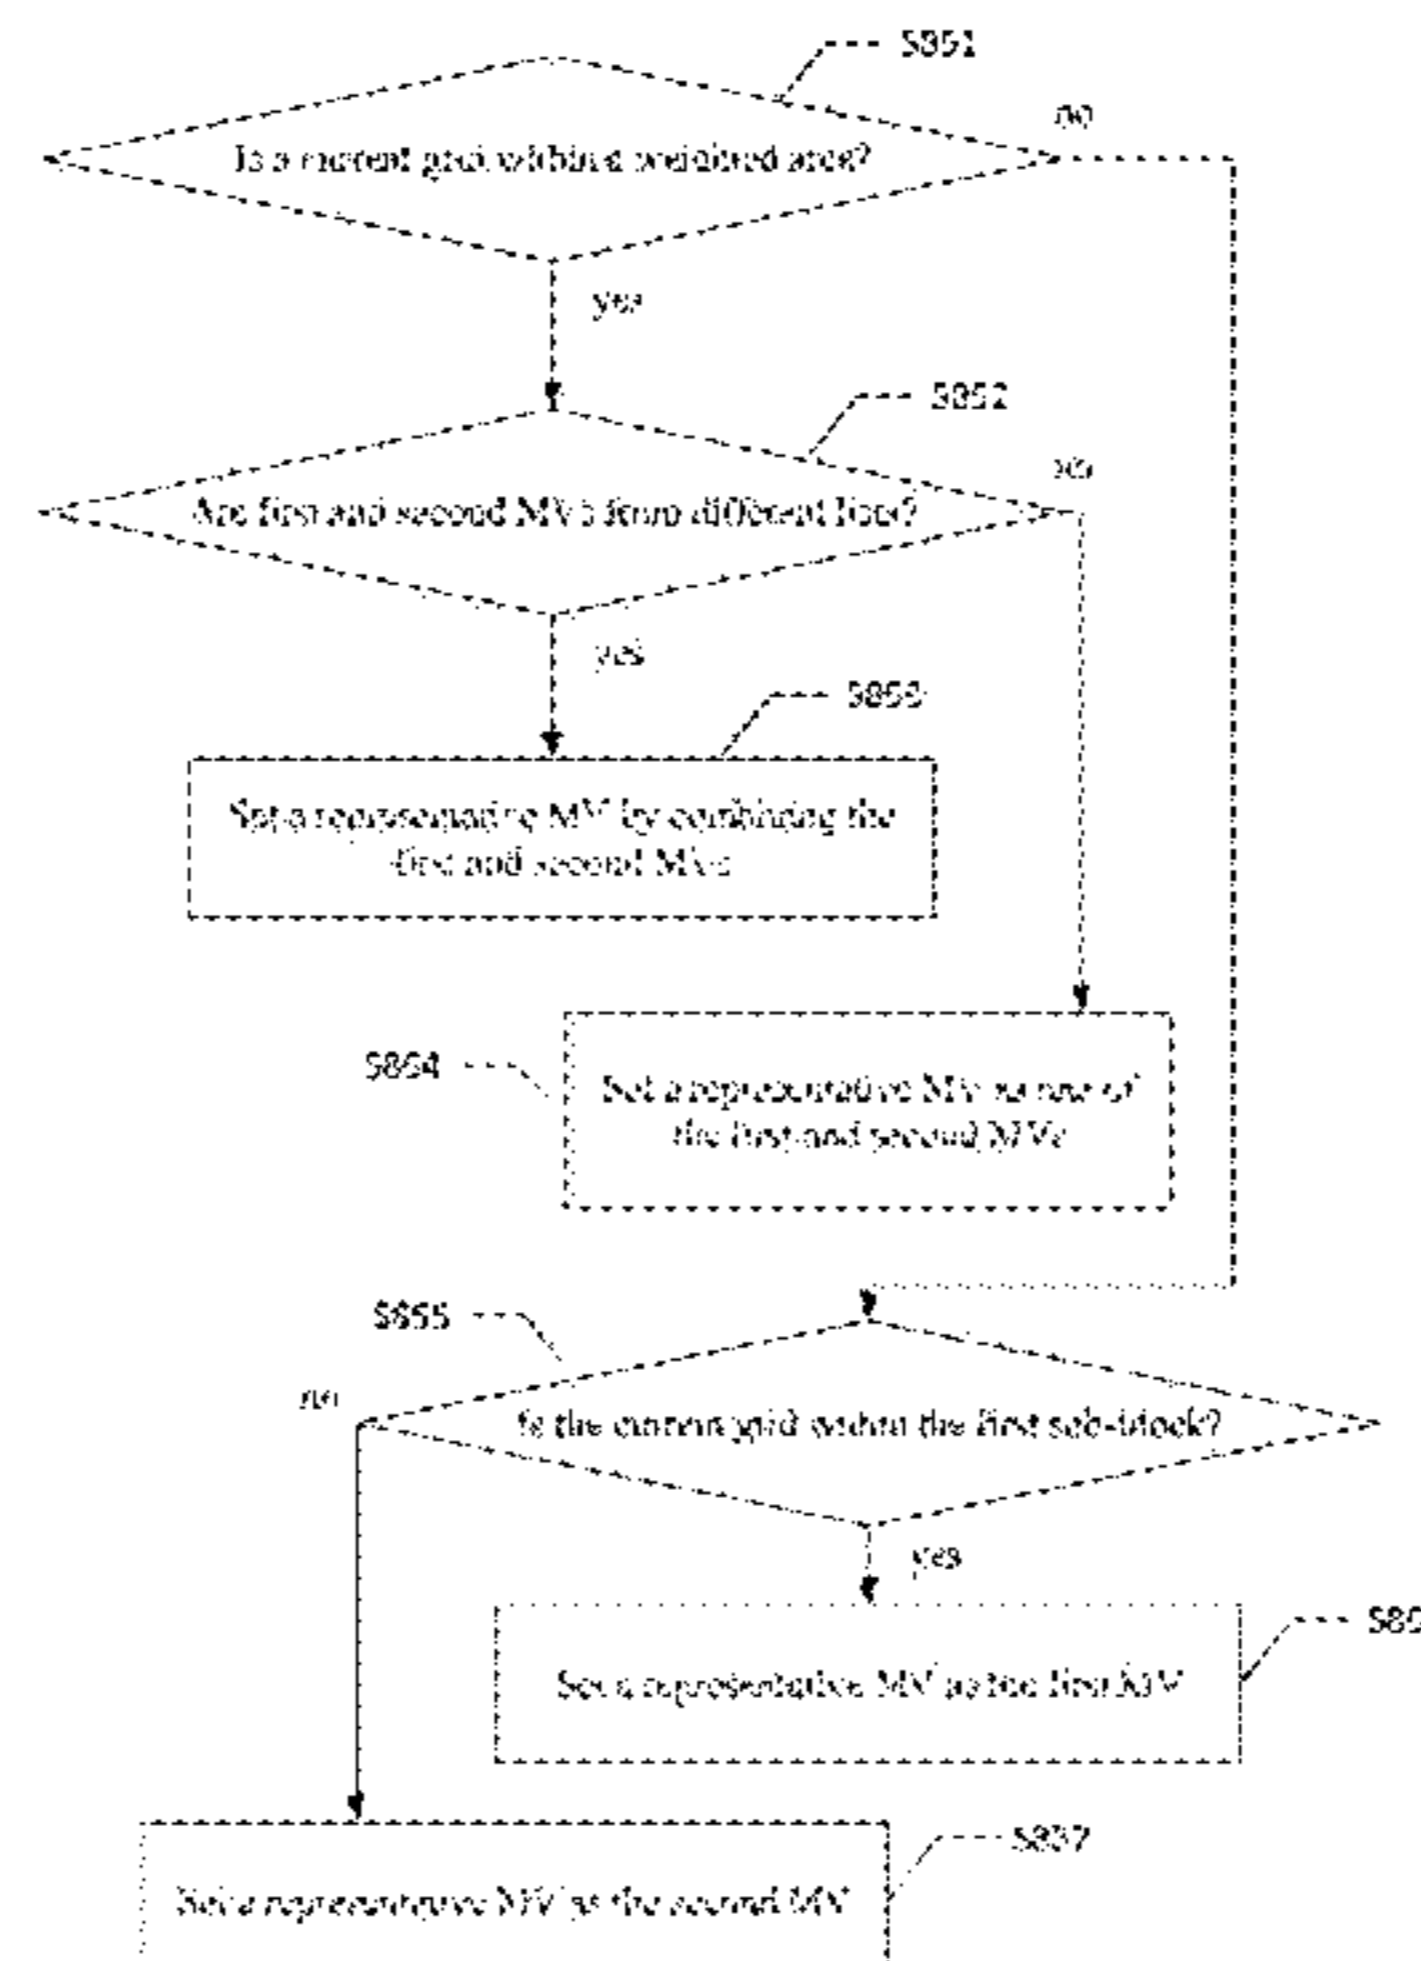 S851
no
Is a current grid within a weighted area?
yes
S852
no
Are first and second MVs from different lists?
yes
S853
Set a representative MV by combining the
first and second MVs
S854
Set a representative MV as one of
the first and second MVs
S855
no
Is the current grid within the first sub-block?
yes
Set a representative MV as the first MV
S857
Set a representative MV as the second MV